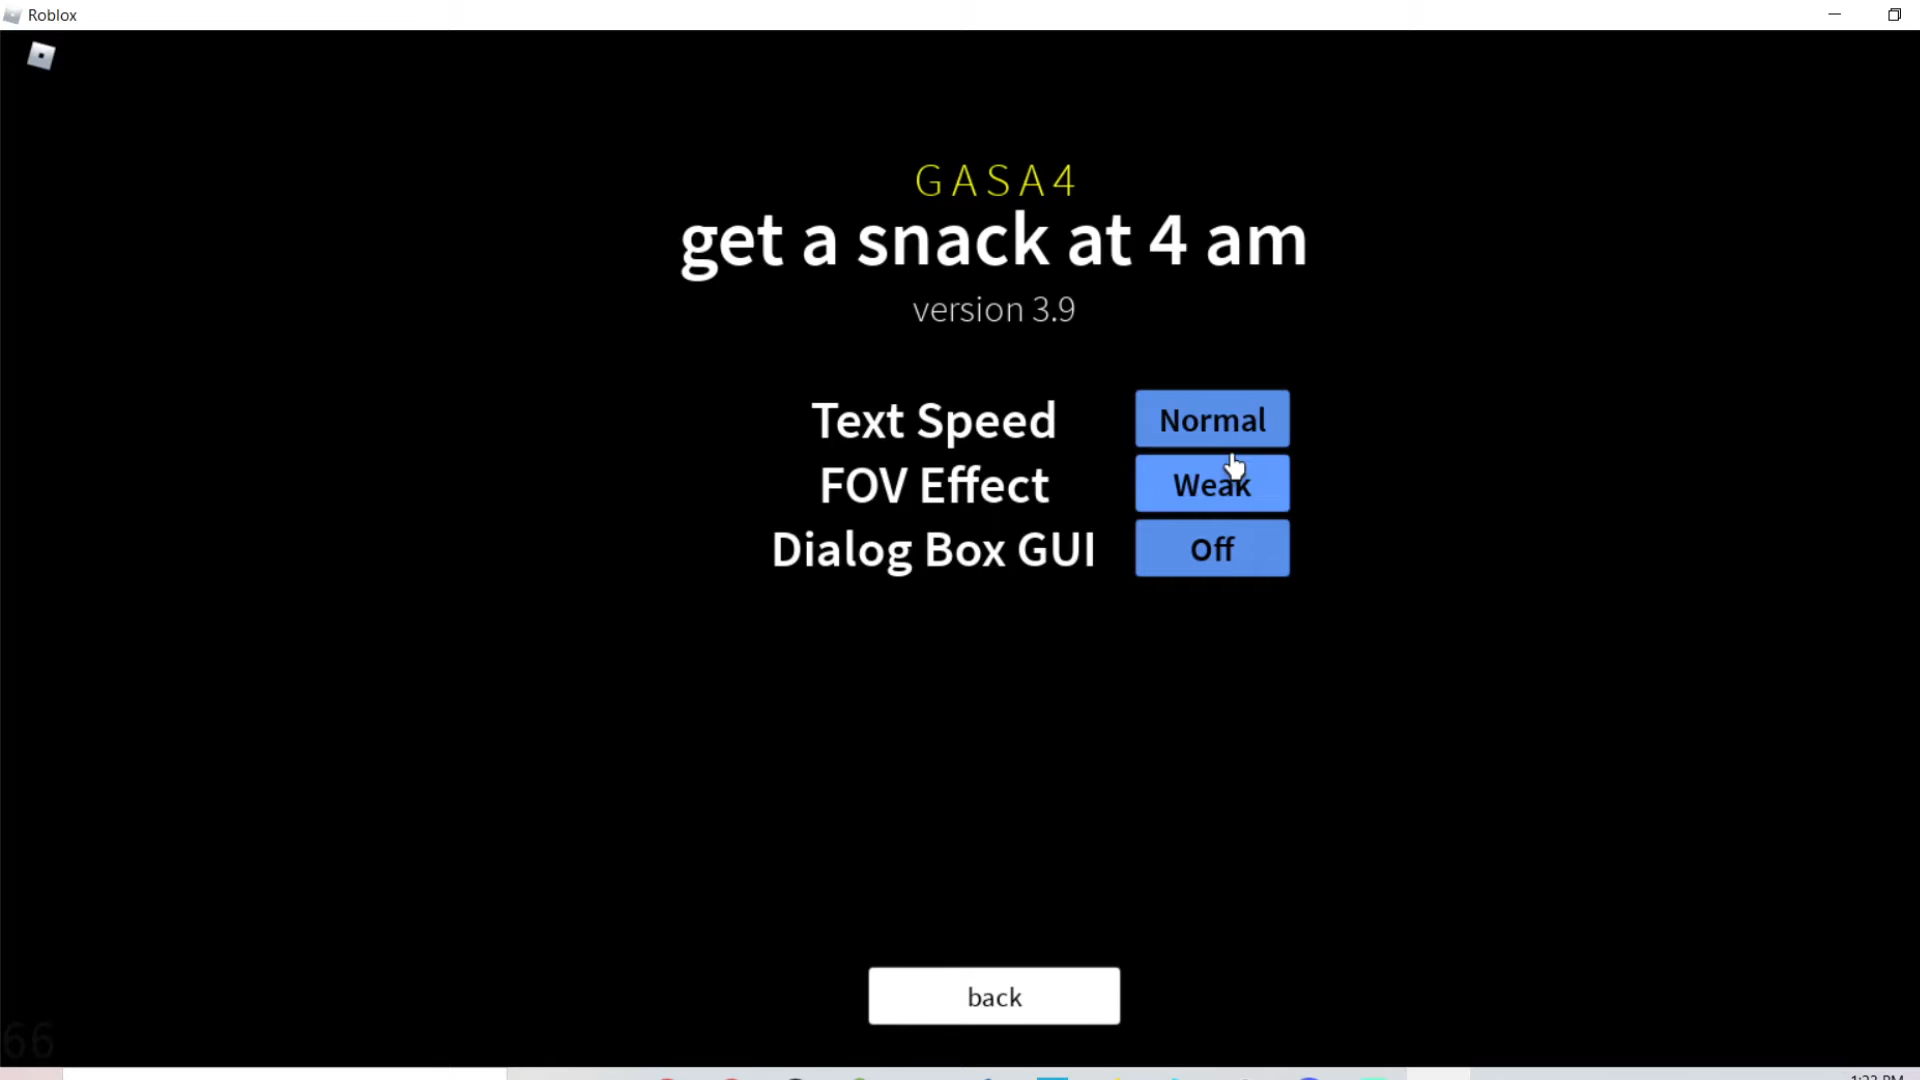 Roblox
GASA4
get a snack at 4 am
version 3.9
Text Speed Normal
FOV Effect Weak
Dialog Box GUI Off
back
66